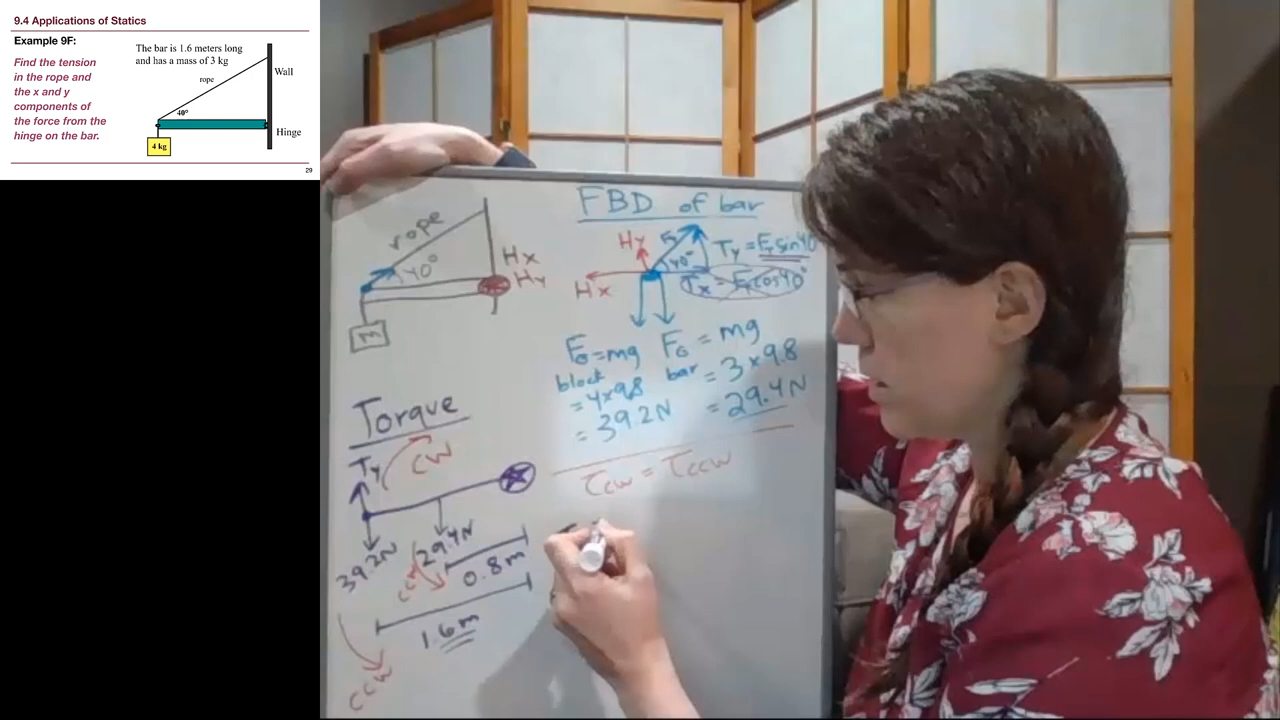 9.4 Applications of Statics
Example 9F:
Find the tension
in the rope and
the x and y
components of
the force from the
hinge on the bar.
The bar is 1.6 meters long
and has a mass of 3 kg
rope
Wall
40°
Hinge
4 kg
29
rope
40°
Hx
Hy
m
FBD of bar
Hy
Hx
40°
Ty = FT sin 40
Tx = FT cos 40°
FG = mg
block
= 4×9.8
= 39.2N
FG = mg
bar
= 3×9.8
= 29.4N
Torque
Ty
CW
39.2N
29.4N
CCW
0.8m
1.6m
CCW
τcw = τccw